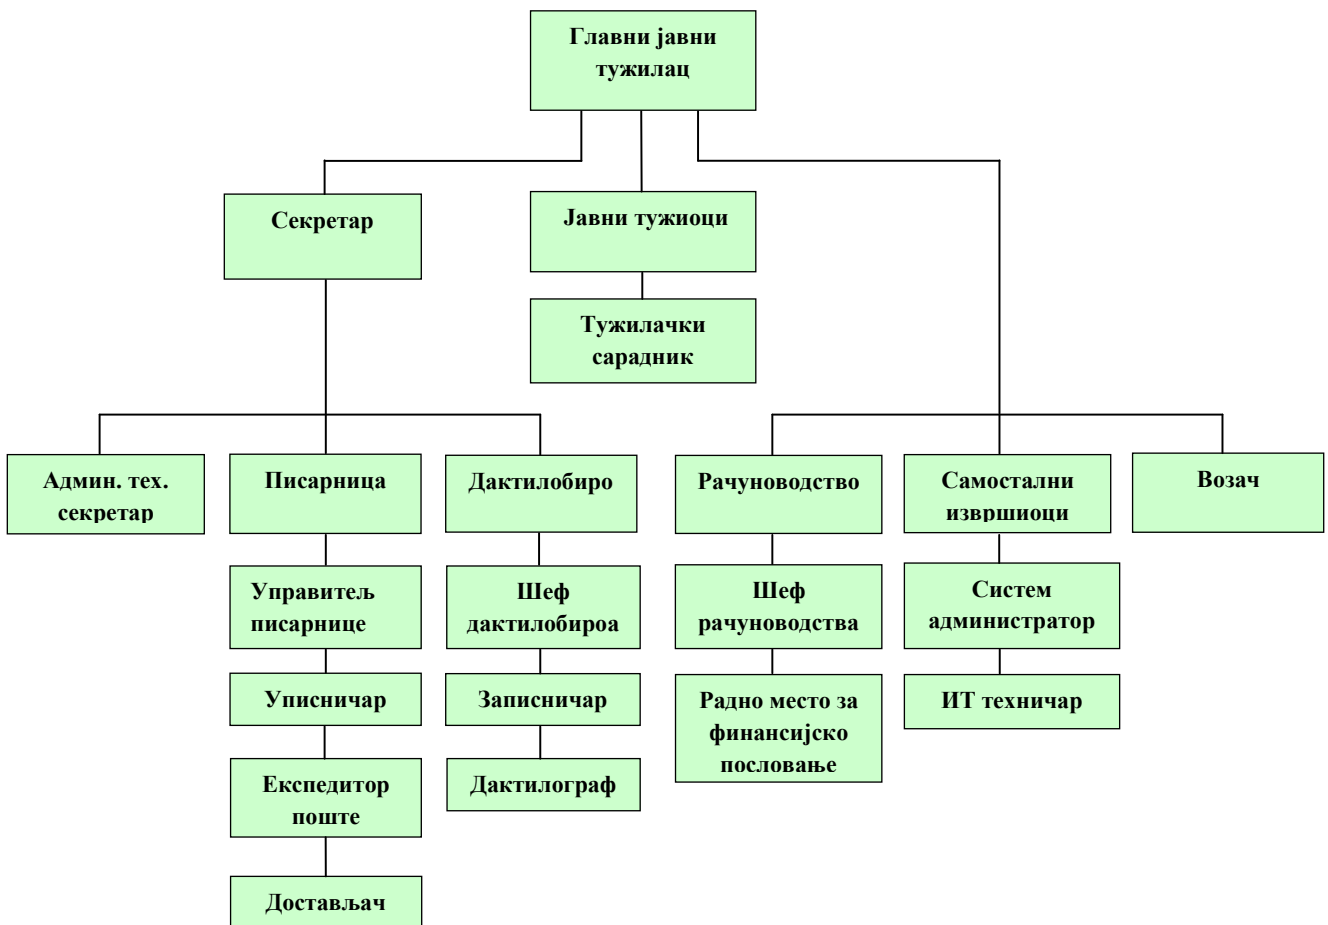 Главни јавни
тужилац
Секретар
Јавни тужиоци
Тужилачки
сарадник
Админ. тех.
секретар
Писарница
Дактилобиро
Рачуноводство
Самостални
извршиоци
Возач
Управитељ
писарнице
Шеф
дактилобироа
Шеф
рачуноводства
Систем
администратор
Уписничар
Записничар
Радно место за
финансијско
пословање
ИТ техничар
Експедитор
поште
Дактилограф
Достављач